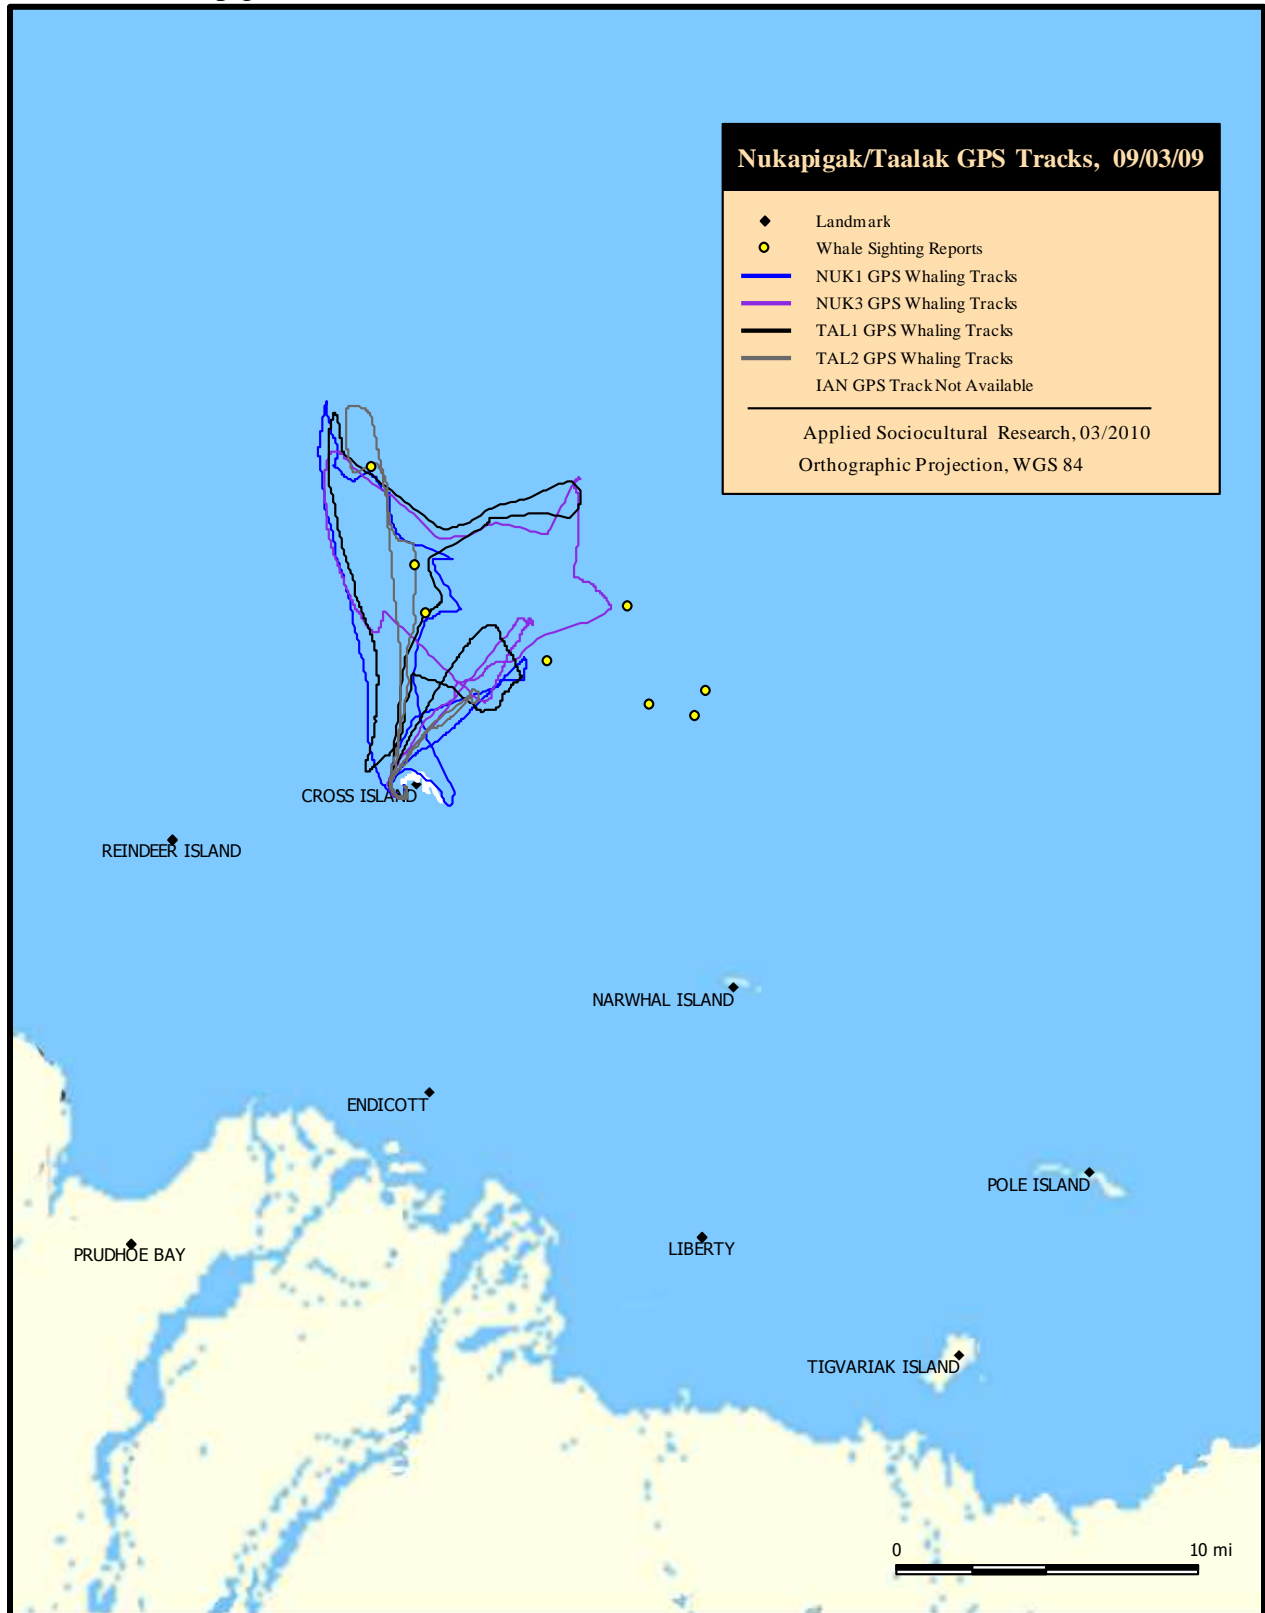 Nukapigak/Taalak GPS Tracks, 09/03/09
Landmark
Whale Sighting Reports
NUK1 GPS Whaling Tracks
NUK3 GPS Whaling Tracks
TAL1 GPS Whaling Tracks
TAL2 GPS Whaling Tracks
IAN GPS Track Not Available
Applied Sociocultural Research, 03/2010
Orthographic Projection, WGS 84
CROSS ISLAND
REINDEER ISLAND
NARWHAL ISLAND
ENDICOTT
POLE ISLAND
PRUDHOE BAY
LIBERTY
TIGVARIAK ISLAND
0 10 mi